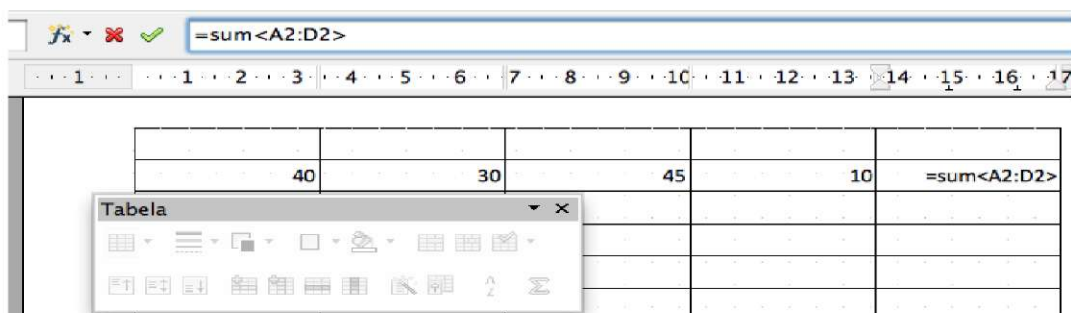 fx =sum<A2:D2>
1 1 2 3 4 5 6 7 8 9 10 11 12 13 14 15 16 17
40 30 45 10 =sum<A2:D2>
Tabela
A Z Σ